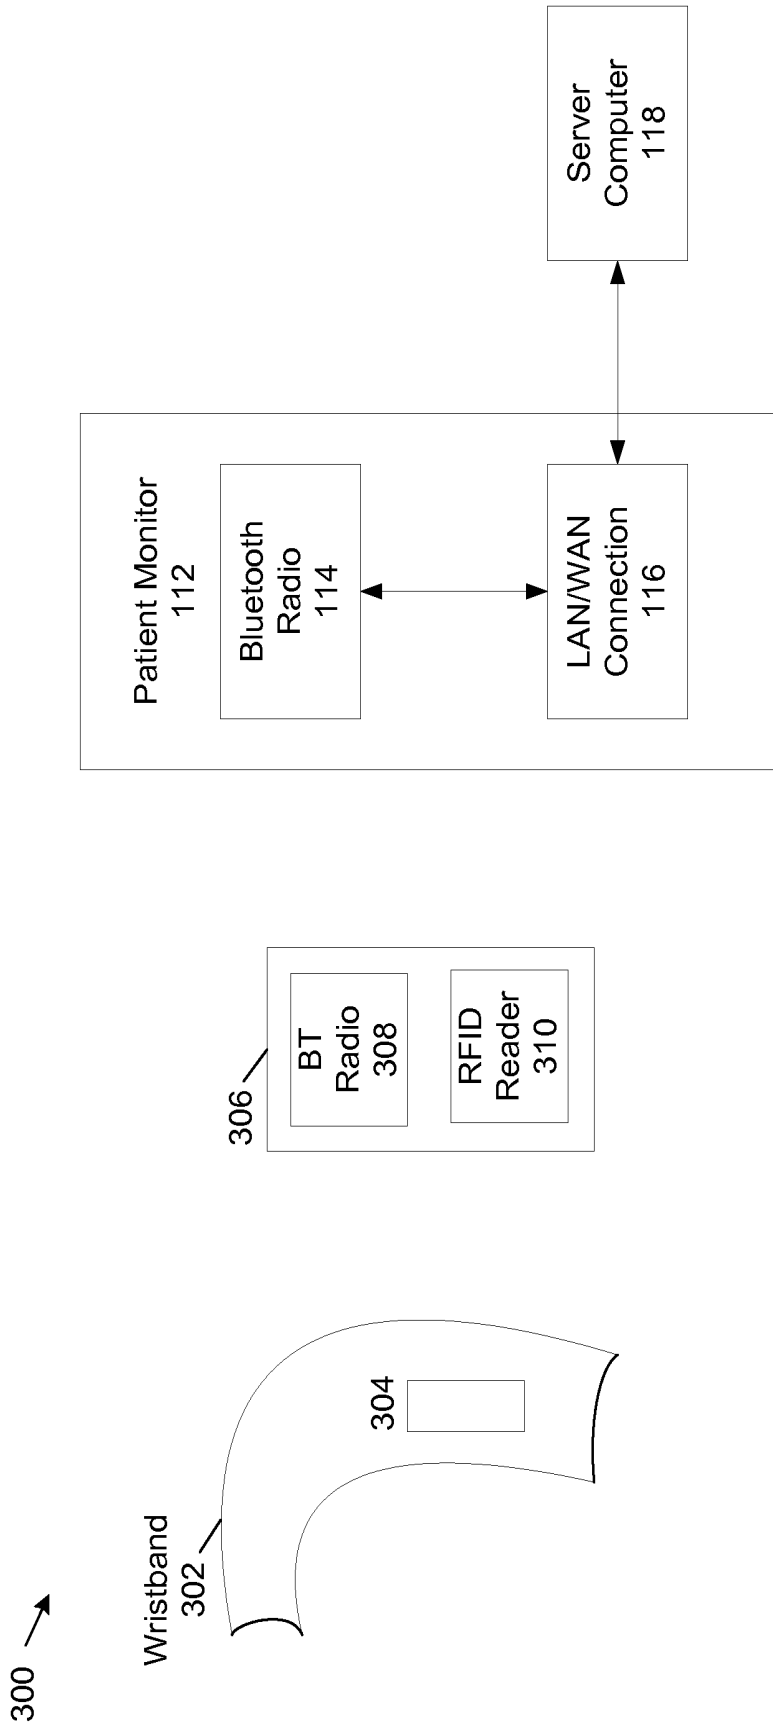 300
Wristband
302
304
306
BT
Radio
308
RFID
Reader
310
Patient Monitor
112
Bluetooth
Radio
114
LAN/WAN
Connection
116
Server
Computer
118